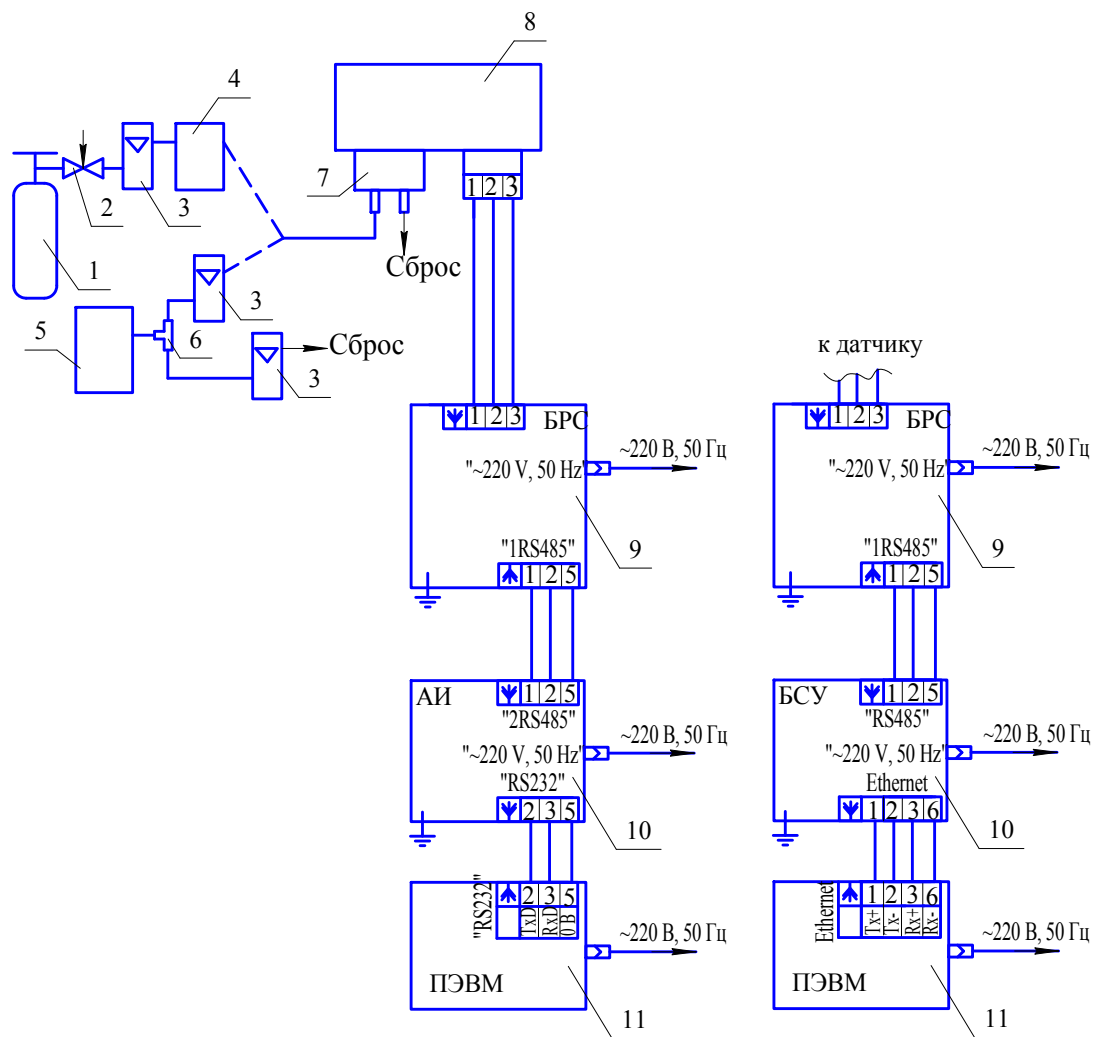 8
4
7
1 2 3
2
3
Сброс
1
3
5
6
Сброс
3
к датчику
1 2 3
БРС
~220 В, 50 Гц
"~220 V, 50 Hz"
9
"1RS485"
1 2 5
1 2 3
БРС
~220 В, 50 Гц
"~220 V, 50 Hz"
9
"1RS485"
1 2 5
АИ
1 2 5
"2RS485"
~220 В, 50 Гц
"~220 V, 50 Hz"
"RS232"
2 3 5
10
БСУ
1 2 5
"RS485"
~220 В, 50 Гц
"~220 V, 50 Hz"
Ethernet
1 2 3 6
10
"RS232"
2 3 5
TxD
RxD
0 В
~220 В, 50 Гц
ПЭВМ
11
Ethernet
1 2 3 6
Tx+
Tx-
Rx+
Rx-
~220 В, 50 Гц
ПЭВМ
11